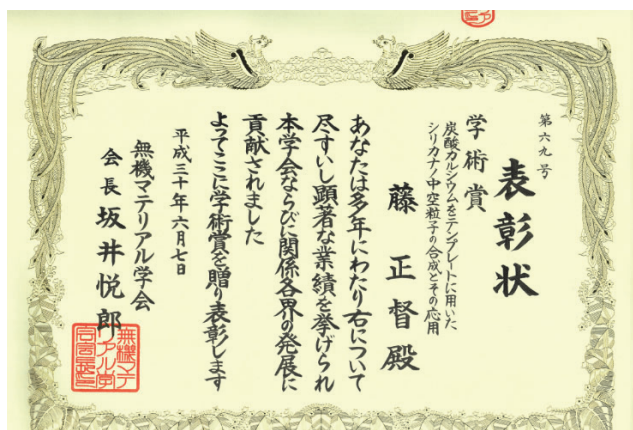 第六九号
表彰状
学術賞
炭酸カルシウムをテンプレートに用いた
シリカナノ中空粒子の合成とその応用
藤 正督殿
あなたは多年にわたり右について
尽すいし顕著な業績を挙げられ
本学会ならびに関係各界の発展に
貢献されました
よってここに学術賞を贈り表彰します
平成三十年六月七日
無機マテリアル学会
会長 坂井悦郎